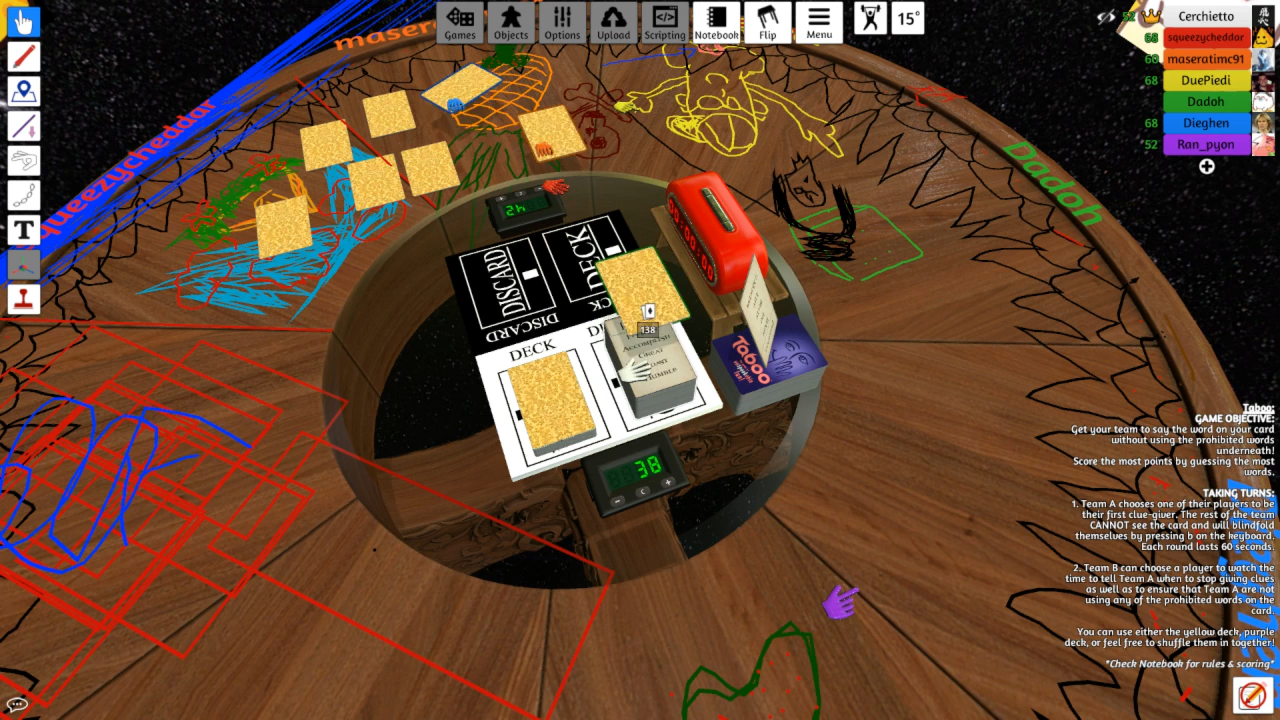 Games
Objects
Options
Upload
Scripting
Notebook
Flip
Menu
15°
52
Cerchietto
68
squeezycheddar
60
maseratimc91
68
DuePiedi
Dadoh
68
Dieghen
52
Ran_pyon
maser
squeezycheddar
Dadoh
24
DISCARD
DECK
DISCARD
DECK
138
ACCOMPLISH
GREAT
HUMBLE
Taboo
38
T
Taboo:
GAME OBJECTIVE:
Get your team to say the word on your card
without using the prohibited words
underneath!
Score the most points by guessing the most
words.
TAKING TURNS:
1. Team A chooses one of their players to be
their first clue-giver. The rest of the team
CANNOT see the card and will blindfold
themselves by pressing b on the keyboard.
Each round lasts 60 seconds.
2. Team B can choose a player to watch the
time to tell Team A when to stop giving clues
as well as to ensure that Team A are not
using any of the prohibited words on the
card.
You can use either the yellow deck, purple
deck, or feel free to shuffle them in together!
*Check Notebook for rules & scoring*